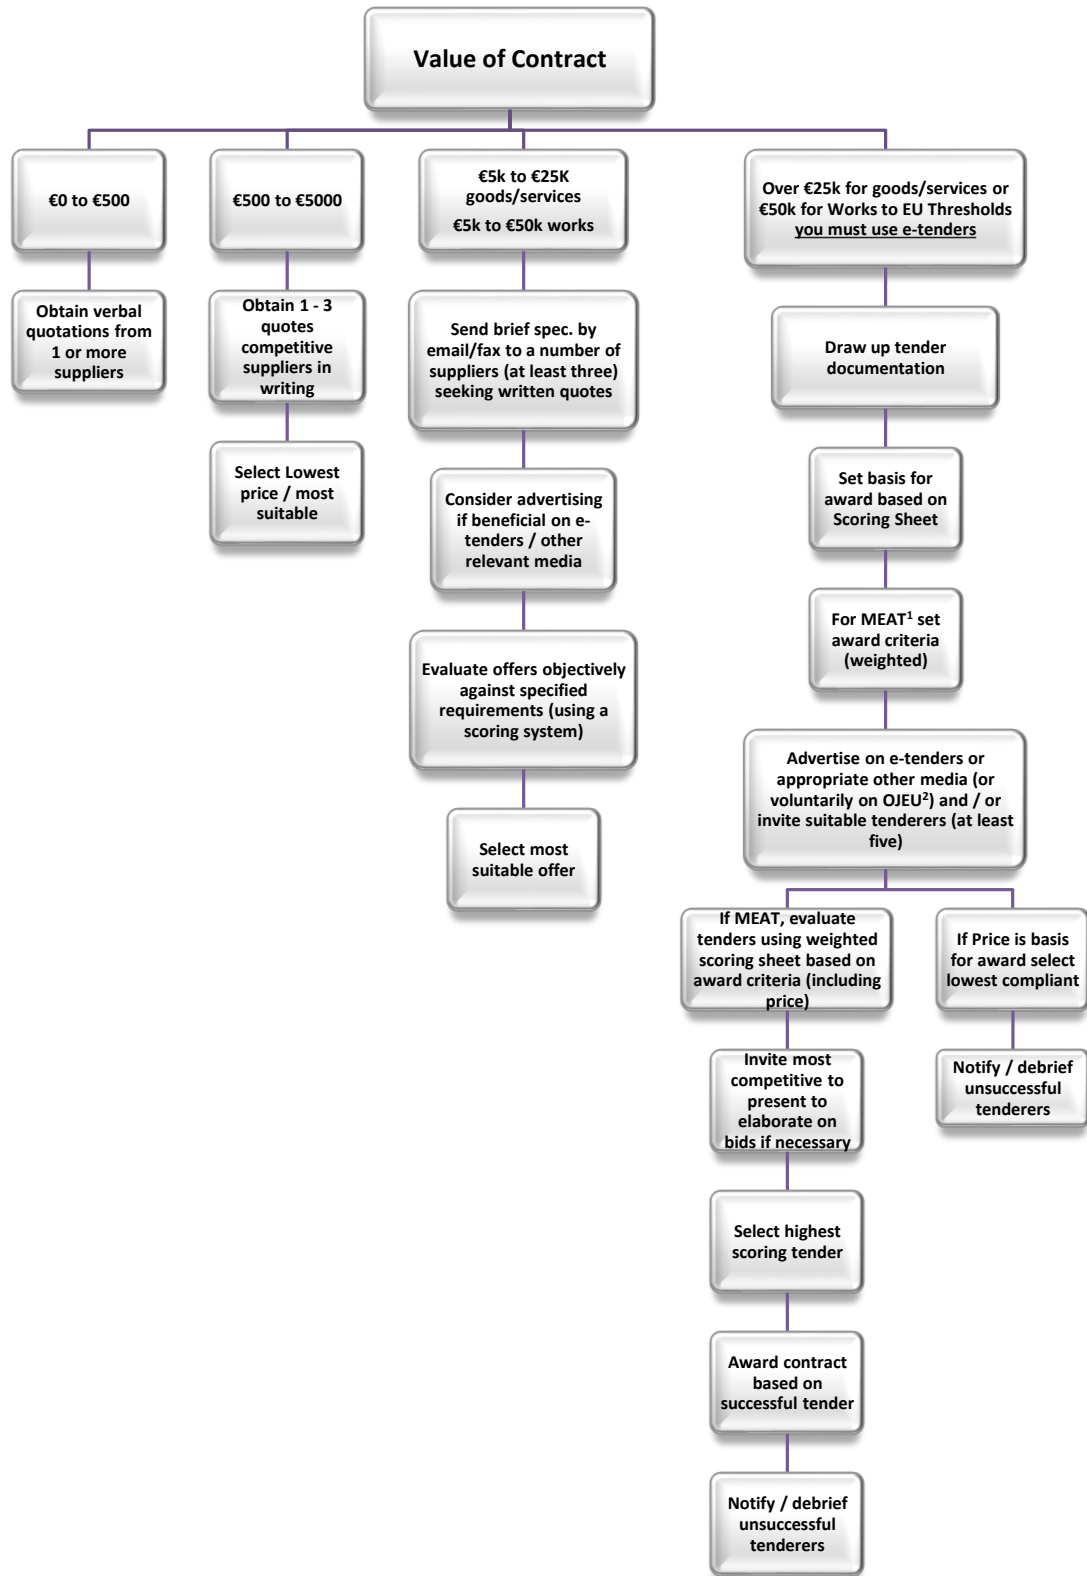 Value of Contract
€0 to €500
Obtain verbal
quotations from
1 or more
suppliers
€500 to €5000
Obtain 1 - 3
quotes
competitive
suppliers in
writing
Select Lowest
price / most
suitable
€5k to €25K
goods/services
€5k to €50k works
Send brief spec. by
email/fax to a number of
suppliers (at least three)
seeking written quotes
Consider advertising
if beneficial on e-
tenders / other
relevant media
Evaluate offers objectively
against specified
requirements (using a
scoring system)
Select most
suitable offer
Over €25k for goods/services or
€50k for Works to EU Thresholds
you must use e-tenders
Draw up tender
documentation
Set basis for
award based on
Scoring Sheet
For MEAT¹ set
award criteria
(weighted)
Advertise on e-tenders or
appropriate other media (or
voluntarily on OJEU²) and / or
invite suitable tenderers (at least
five)
If MEAT, evaluate
tenders using weighted
scoring sheet based on
award criteria (including
price)
Invite most
competitive to
present to
elaborate on
bids if necessary
Select highest
scoring tender
Award contract
based on
successful tender
Notify / debrief
unsuccessful
tenderers
If Price is basis
for award select
lowest compliant
Notify / debrief
unsuccessful
tenderers